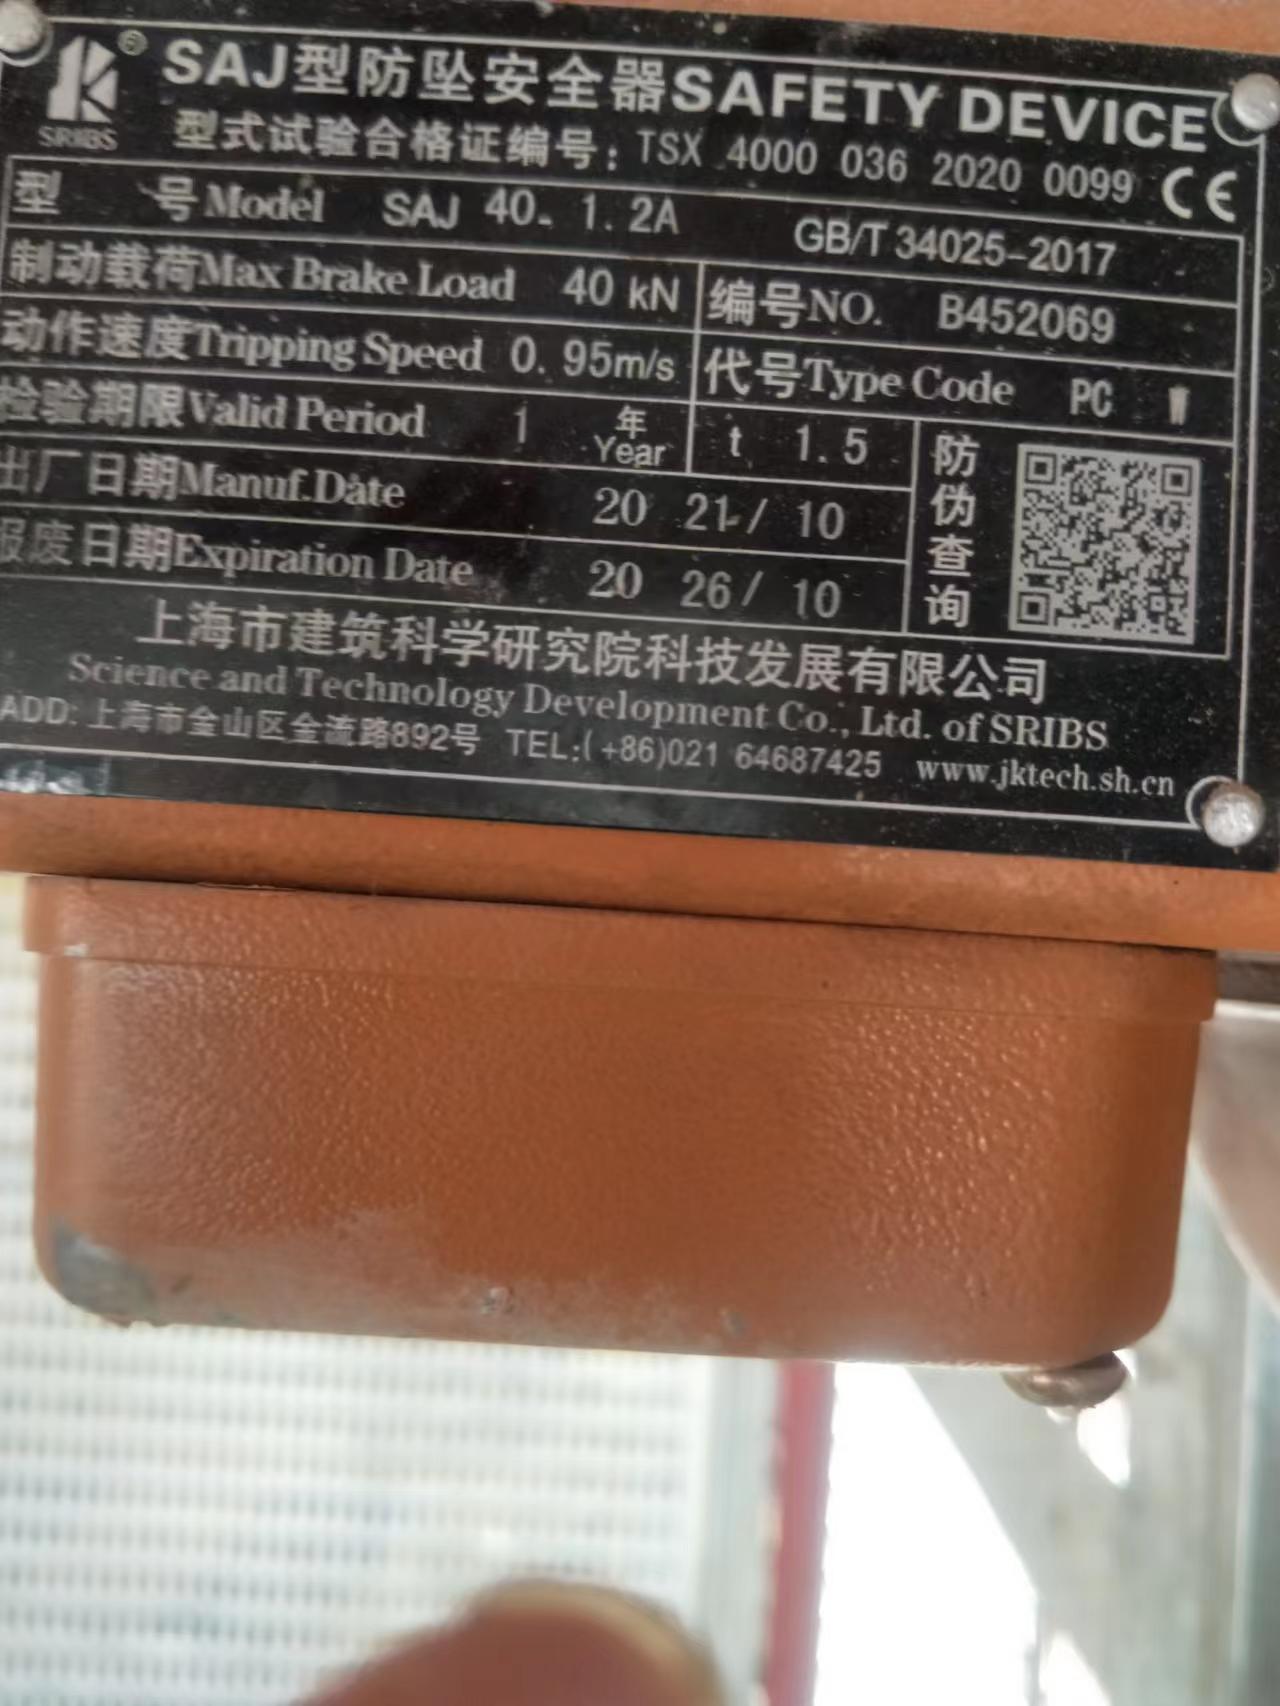 SRIBS ®
SAJ型防坠安全器SAFETY DEVICE
型式试验合格证编号: TSX 4000 036 2020 0099 CE
型 号Model SAJ 40- 1.2A GB/T 34025-2017
制动载荷Max Brake Load 40 kN 编号NO. B452069
动作速度Tripping Speed 0.95m/s 代号Type Code PC
检验期限Valid Period 1 年 Year t 1.5
出厂日期Manuf.Date 20 21/ 10
报废日期Expiration Date 20 26/ 10
防伪查询
上海市建筑科学研究院科技发展有限公司
Science and Technology Development Co., Ltd. of SRIBS
ADD: 上海市金山区金流路892号 TEL:(+86)021 64687425 www.jktech.sh.cn